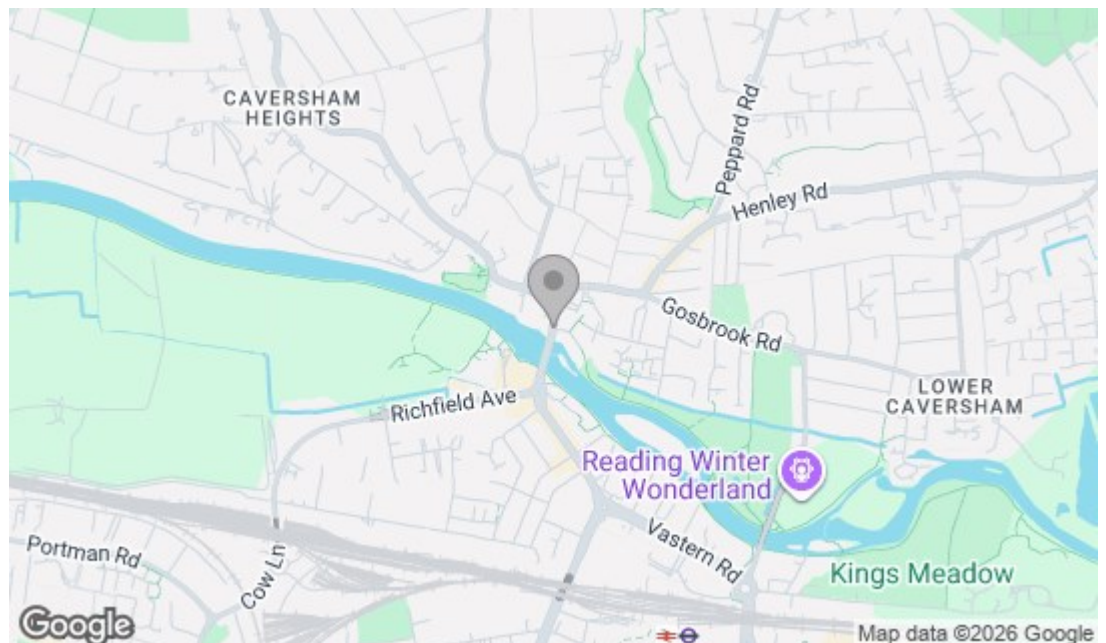 CAVERSHAM
HEIGHTS
Peppard Rd
Henley Rd
Gosbrook Rd
LOWER
CAVERSHAM
Richfield Ave
Reading Winter
Wonderland
Vastern Rd
Portman Rd
Cow Ln
Kings Meadow
Google
Map data ©2026 Google